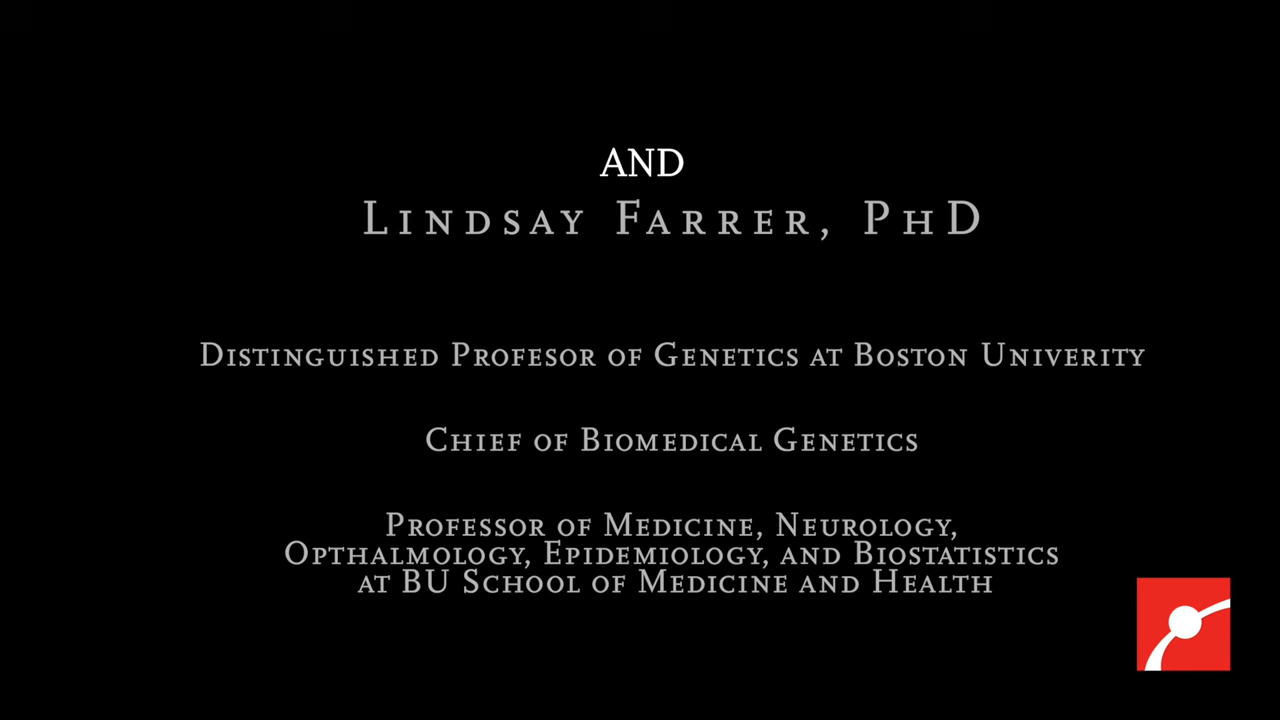 AND
Lindsay Farrer, PhD
Distinguished Profesor of Genetics at Boston Univerity
Chief of Biomedical Genetics
Professor of Medicine, Neurology,
Opthalmology, Epidemiology, and Biostatistics
at BU School of Medicine and Health